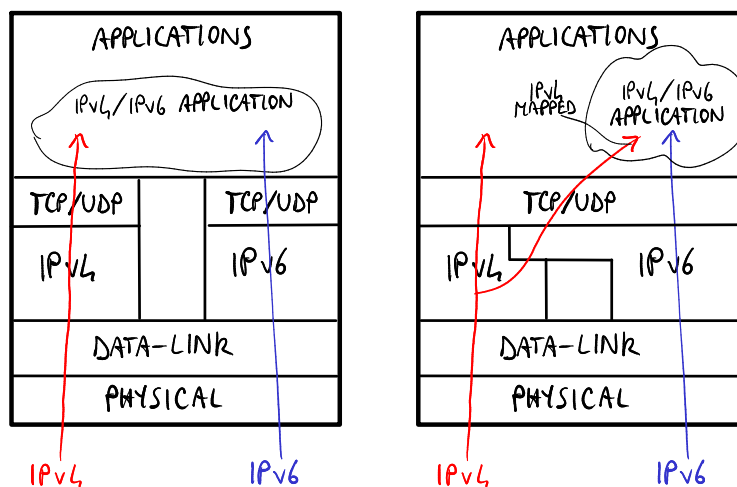 APPLICATIONS
IPv4/IPv6 APPLICATION
TCP/UDP
TCP/UDP
IPv4
IPv6
DATA-LINK
PHYSICAL
IPv4
IPv6
APPLICATIONS
IPv4
MAPPED
IPv4/IPv6
APPLICATION
TCP/UDP
IPv4
IPv6
DATA-LINK
PHYSICAL
IPv4
IPv6